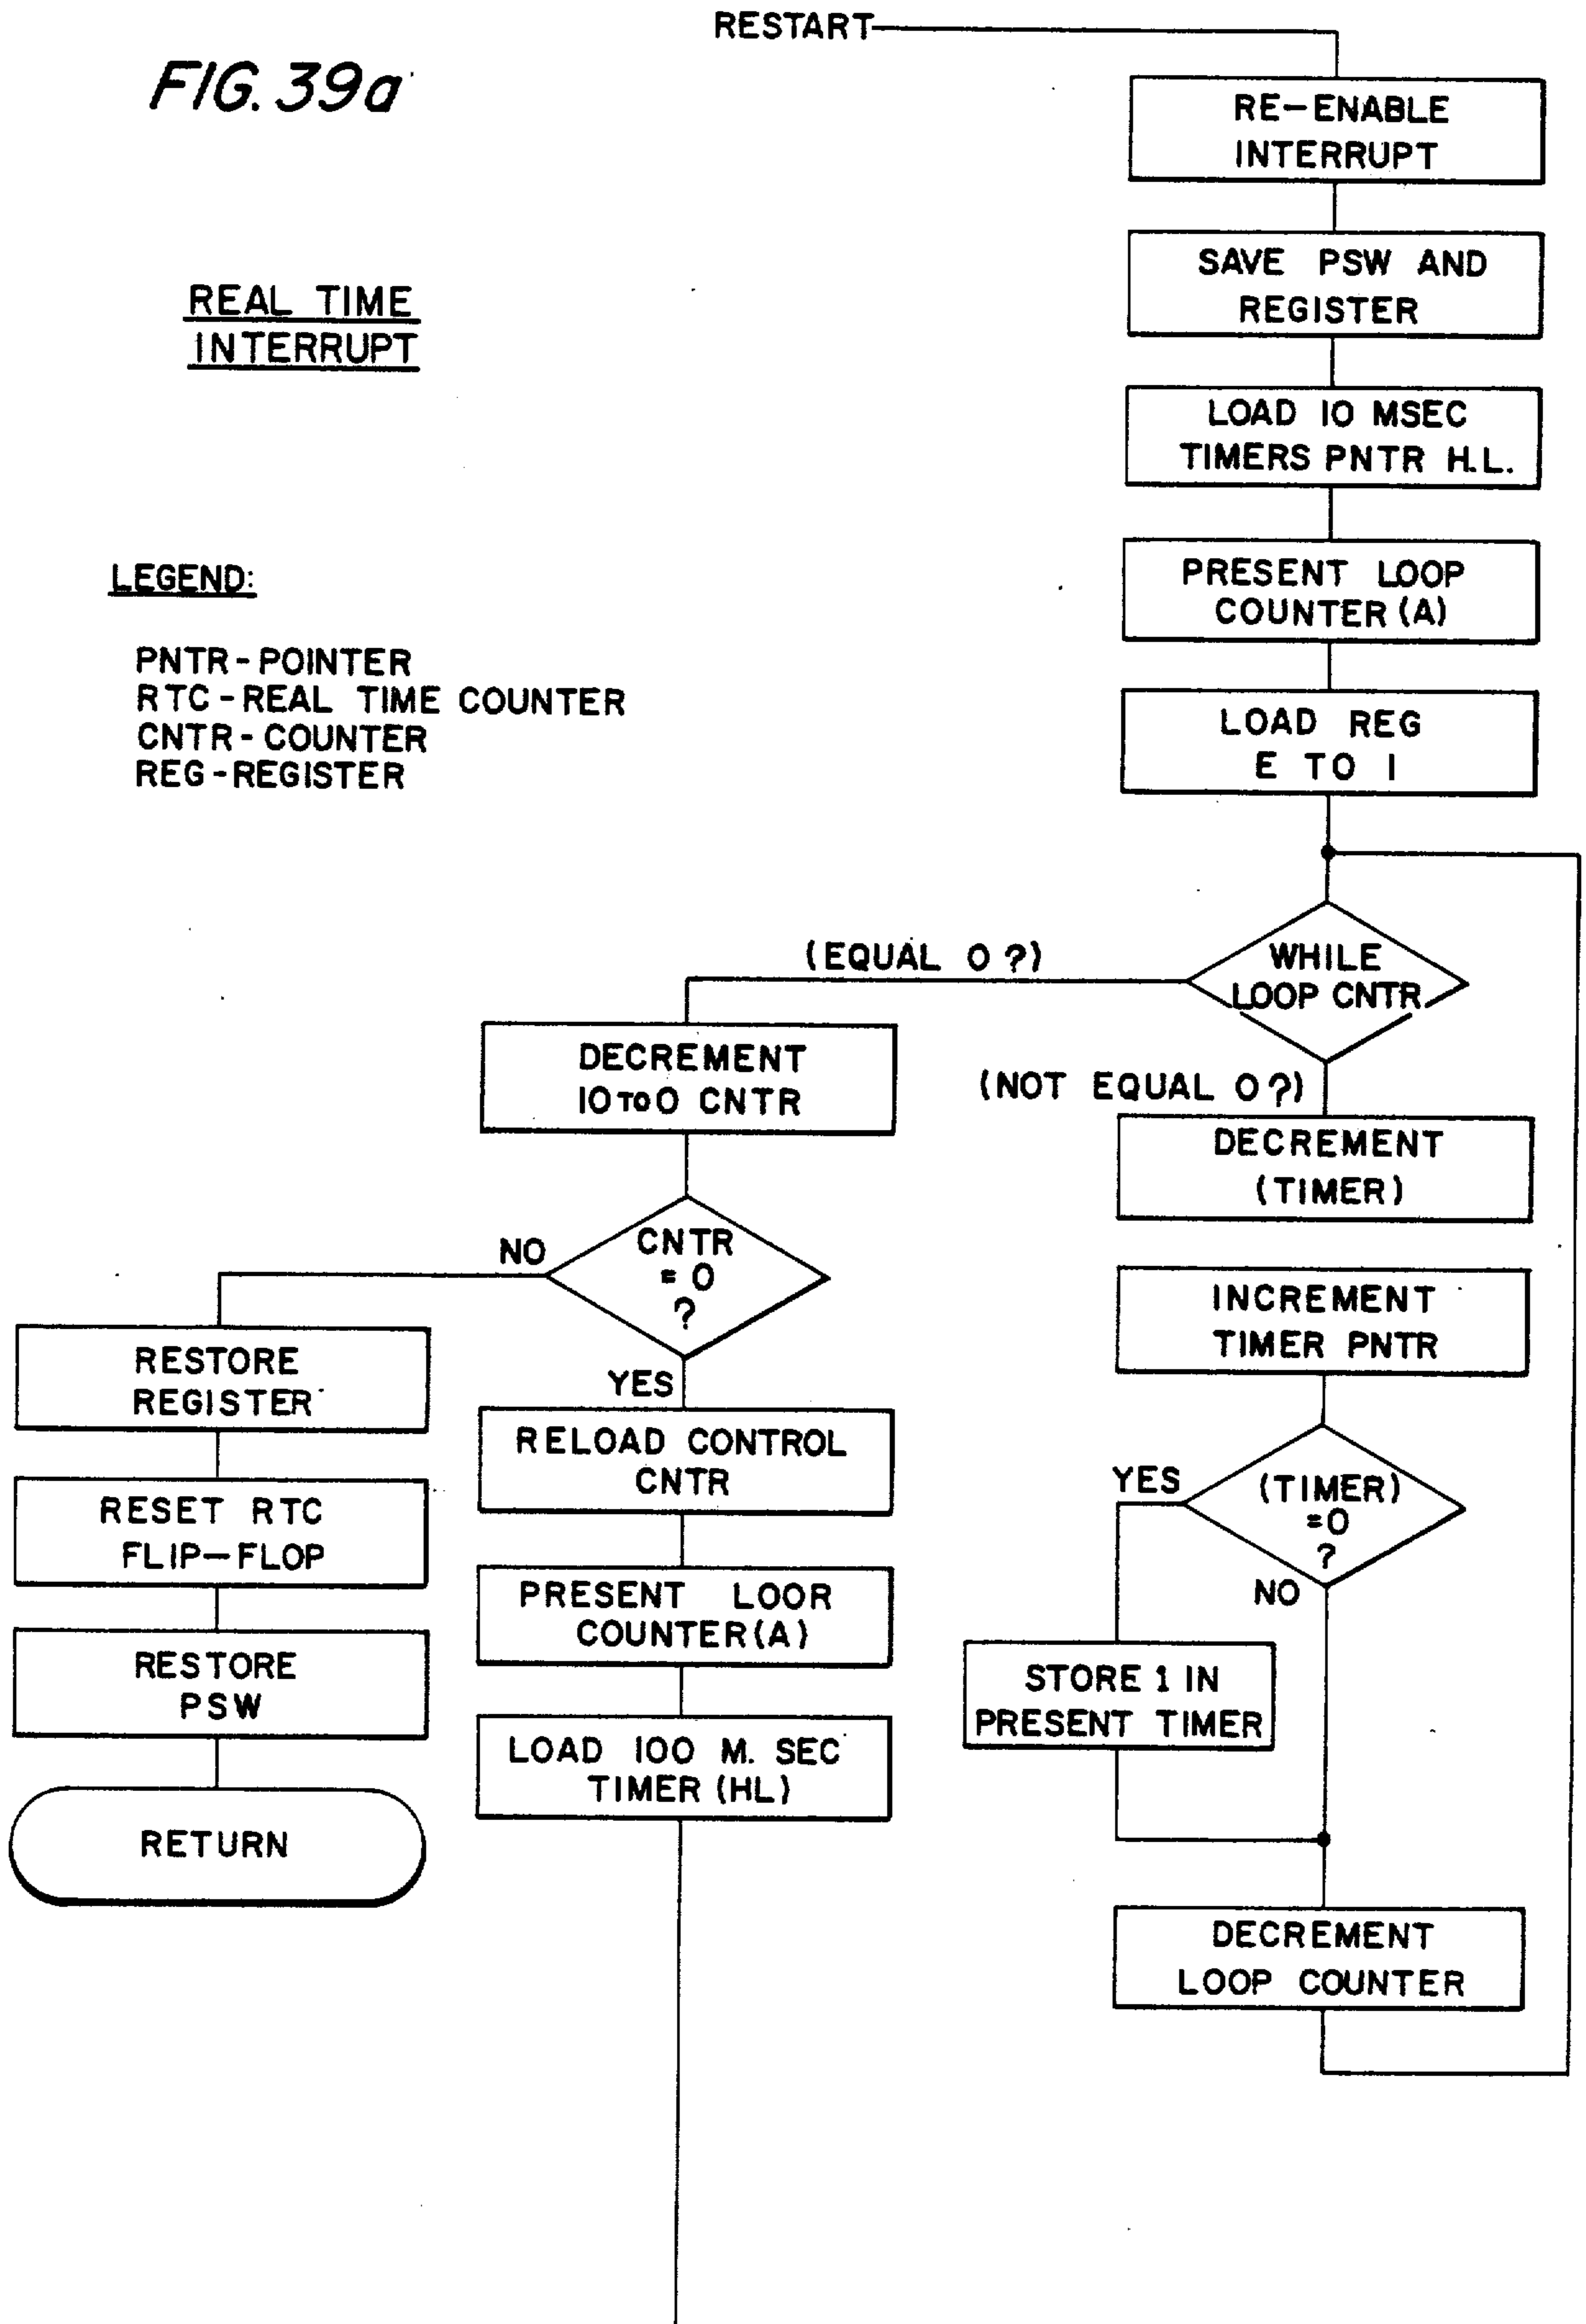 FIG. 39a
REAL TIME
INTERRUPT
LEGEND:
PNTR-POINTER
RTC-REAL TIME COUNTER
CNTR-COUNTER
REG-REGISTER
RESTART
RE-ENABLE
INTERRUPT
SAVE PSW AND
REGISTER
LOAD 10 MSEC
TIMERS PNTR H.L.
PRESENT LOOP
COUNTER (A)
LOAD REG
E TO 1
WHILE
LOOP CNTR
(EQUAL 0 ?)
(NOT EQUAL 0?)
DECREMENT
(TIMER)
INCREMENT
TIMER PNTR
(TIMER)
=0
?
YES
NO
STORE 1 IN
PRESENT TIMER
DECREMENT
LOOP COUNTER
DECREMENT
10 TO 0 CNTR
CNTR
= 0
?
NO
YES
RELOAD CONTROL
CNTR
PRESENT LOOR
COUNTER (A)
LOAD 100 M. SEC
TIMER (HL)
RESTORE
REGISTER
RESET RTC
FLIP-FLOP
RESTORE
PSW
RETURN